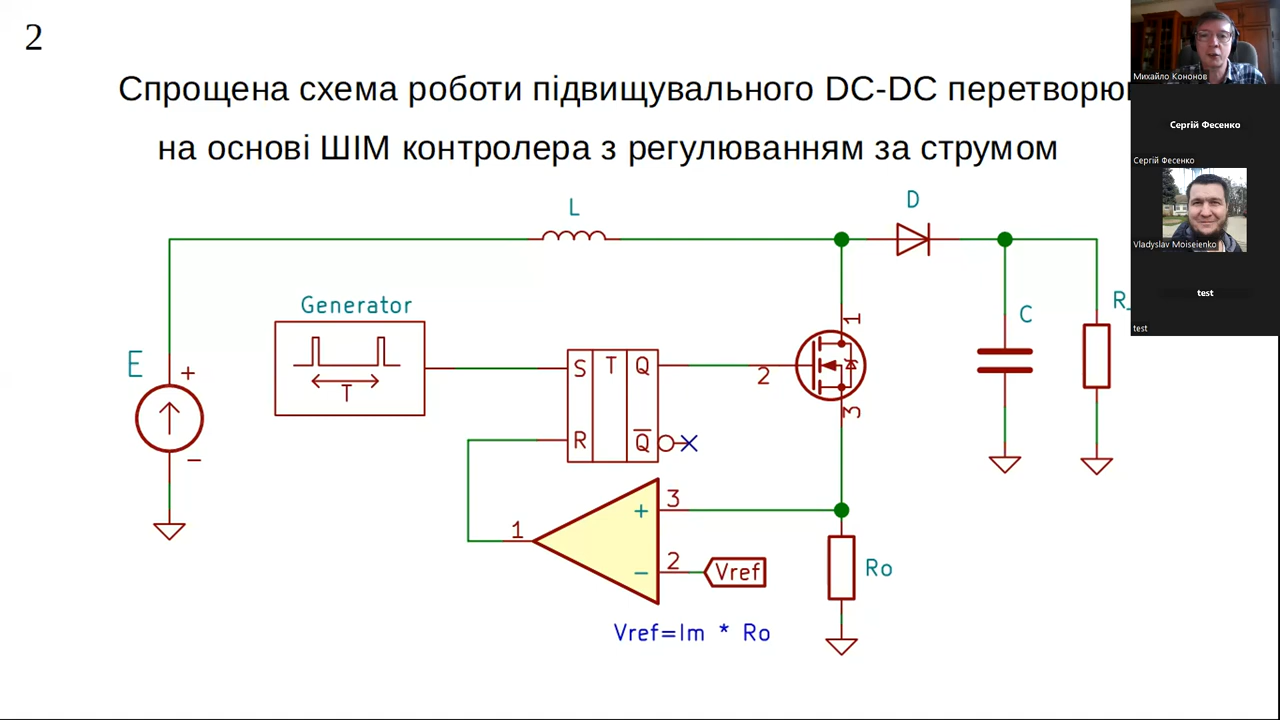 2
Спрощена схема роботи підвищувального DC-DC
на основі ШІМ контролера з регулюванням за струмом
L
D
Generator
T
E
+
−
S T Q
R Q̅
1
2
3
C
R
+ 3
1
− 2
Vref
Ro
Vref=Im * Ro
Михайло Кононов
Сергій Фесенко
Сергій Фесенко
Vladyslav Moiseienko
test
test